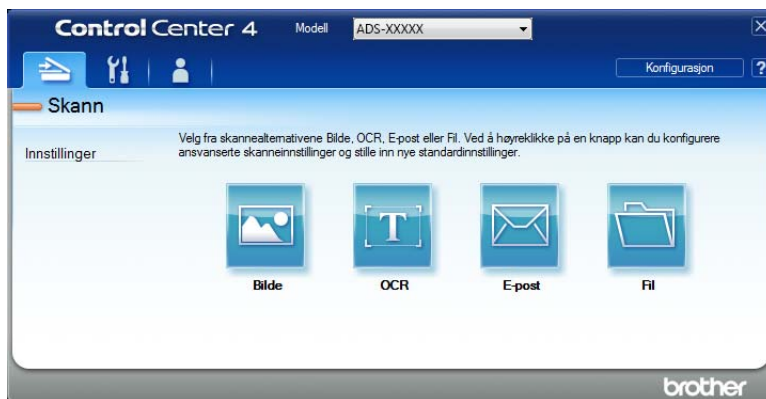 Control Center 4
Modell
ADS-XXXXX
Konfigurasjon
?
Skann
Innstillinger
Velg fra skannealternativene Bilde, OCR, E-post eller Fil. Ved å høyreklikke på en knapp kan du konfigurere
ansvanserte skanneinnstillinger og stille inn nye standardinnstillinger.
T
Bilde
OCR
E-post
Fil
brother